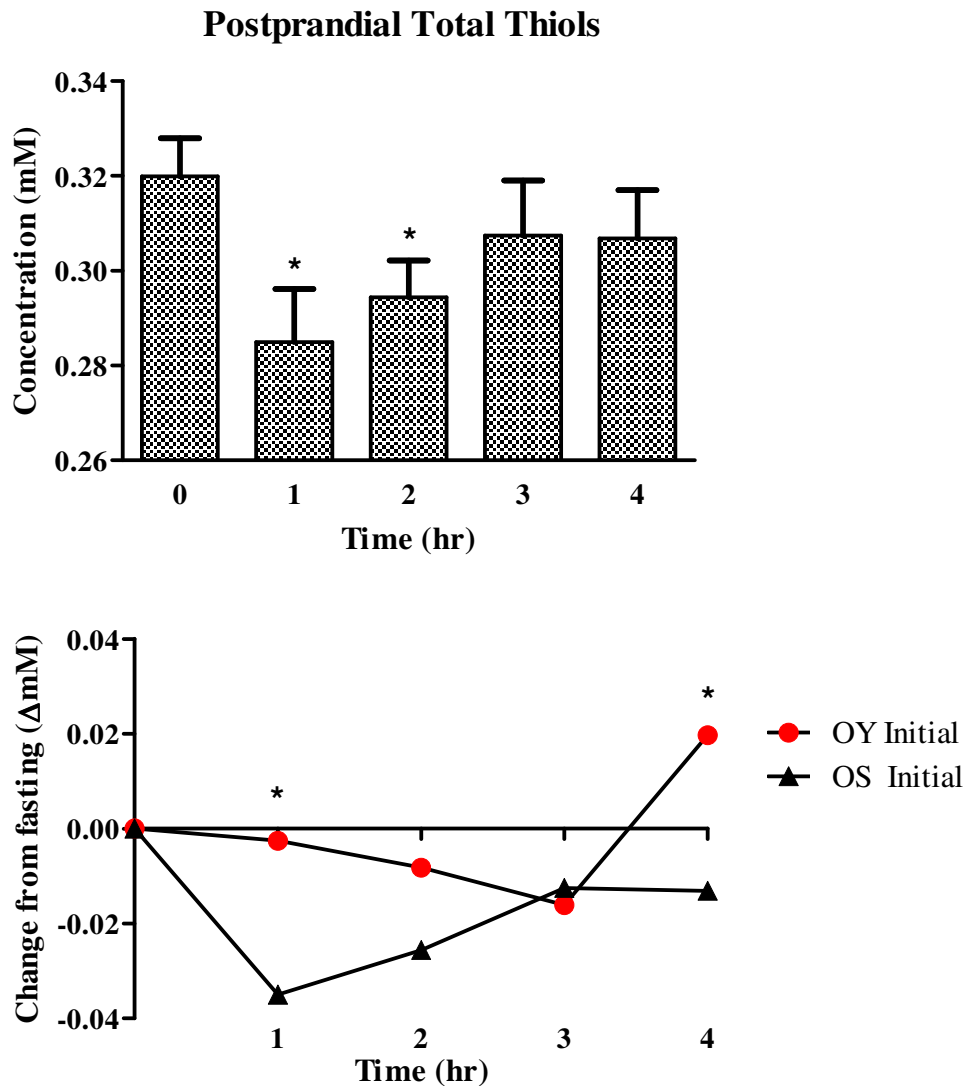 Postprandial Total Thiols
Concentration (mM)
0.34
0.32
0.30
0.28
0.26
*
*
0 1 2 3 4
Time (hr)
Change from fasting (ΔmM)
0.04
0.02
0.00
-0.02
-0.04
*
*
OY Initial
OS Initial
1 2 3 4
Time (hr)